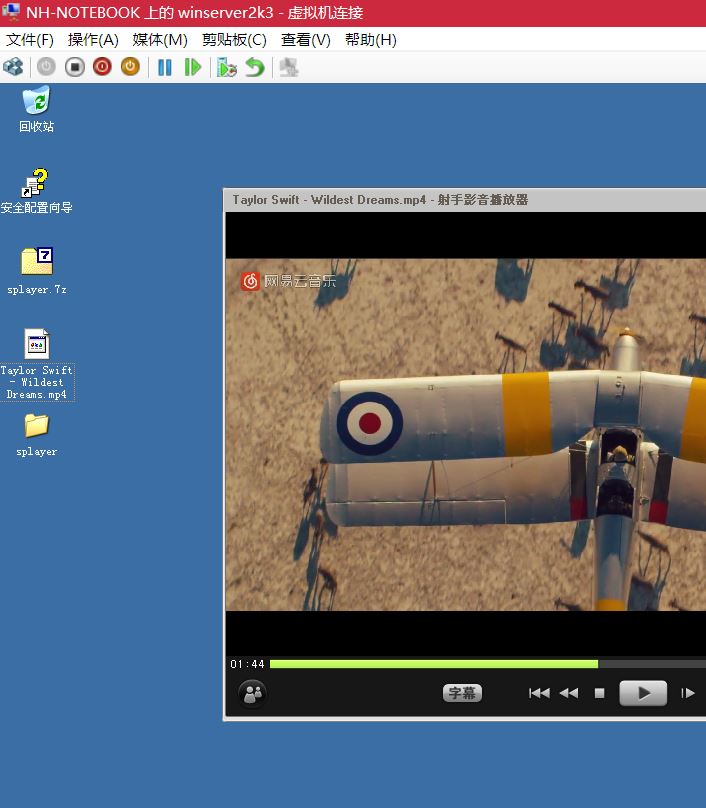 NH-NOTEBOOK 上的 winserver2k3 - 虚拟机连接
文件(F) 操作(A) 媒体(M) 剪贴板(C) 查看(V) 帮助(H)
回收站
安全配置向导
splayer.7z
Taylor Swift
- Wildest
Dreams.mp4
splayer
Taylor Swift - Wildest Dreams.mp4 - 射手影音播放器
网易云音乐
01:44
字幕